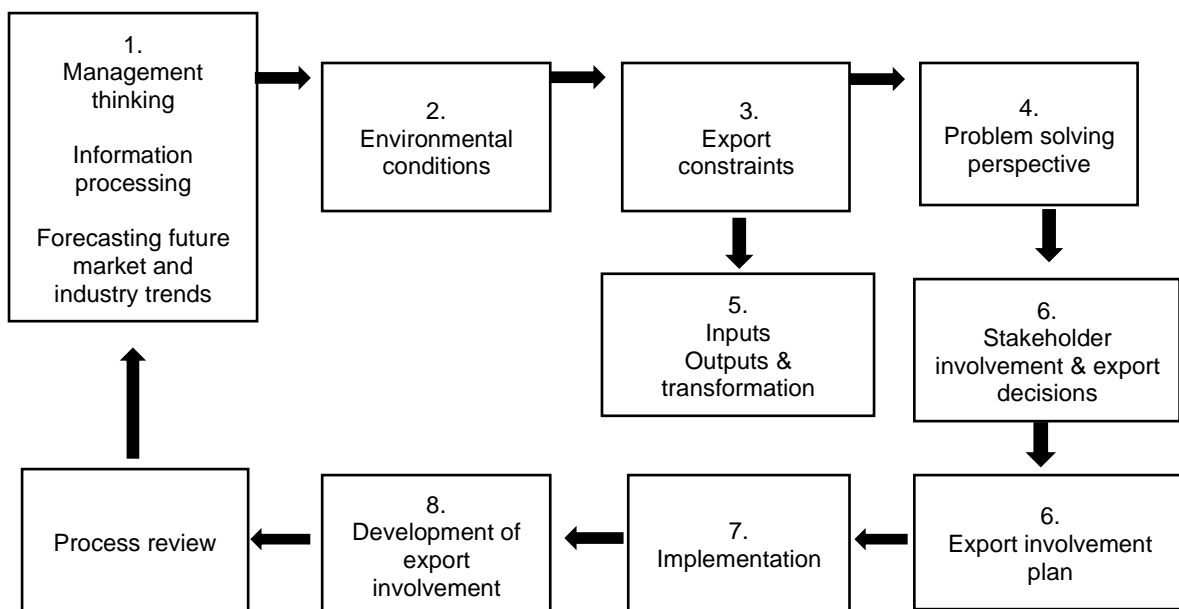 1.
Management
thinking
Information
processing
Forecasting future
market and
industry trends
2.
Environmental
conditions
3.
Export
constraints
4.
Problem solving
perspective
5.
Inputs
Outputs &
transformation
6.
Stakeholder
involvement & export
decisions
6.
Export involvement
plan
7.
Implementation
8.
Development of
export
involvement
Process review